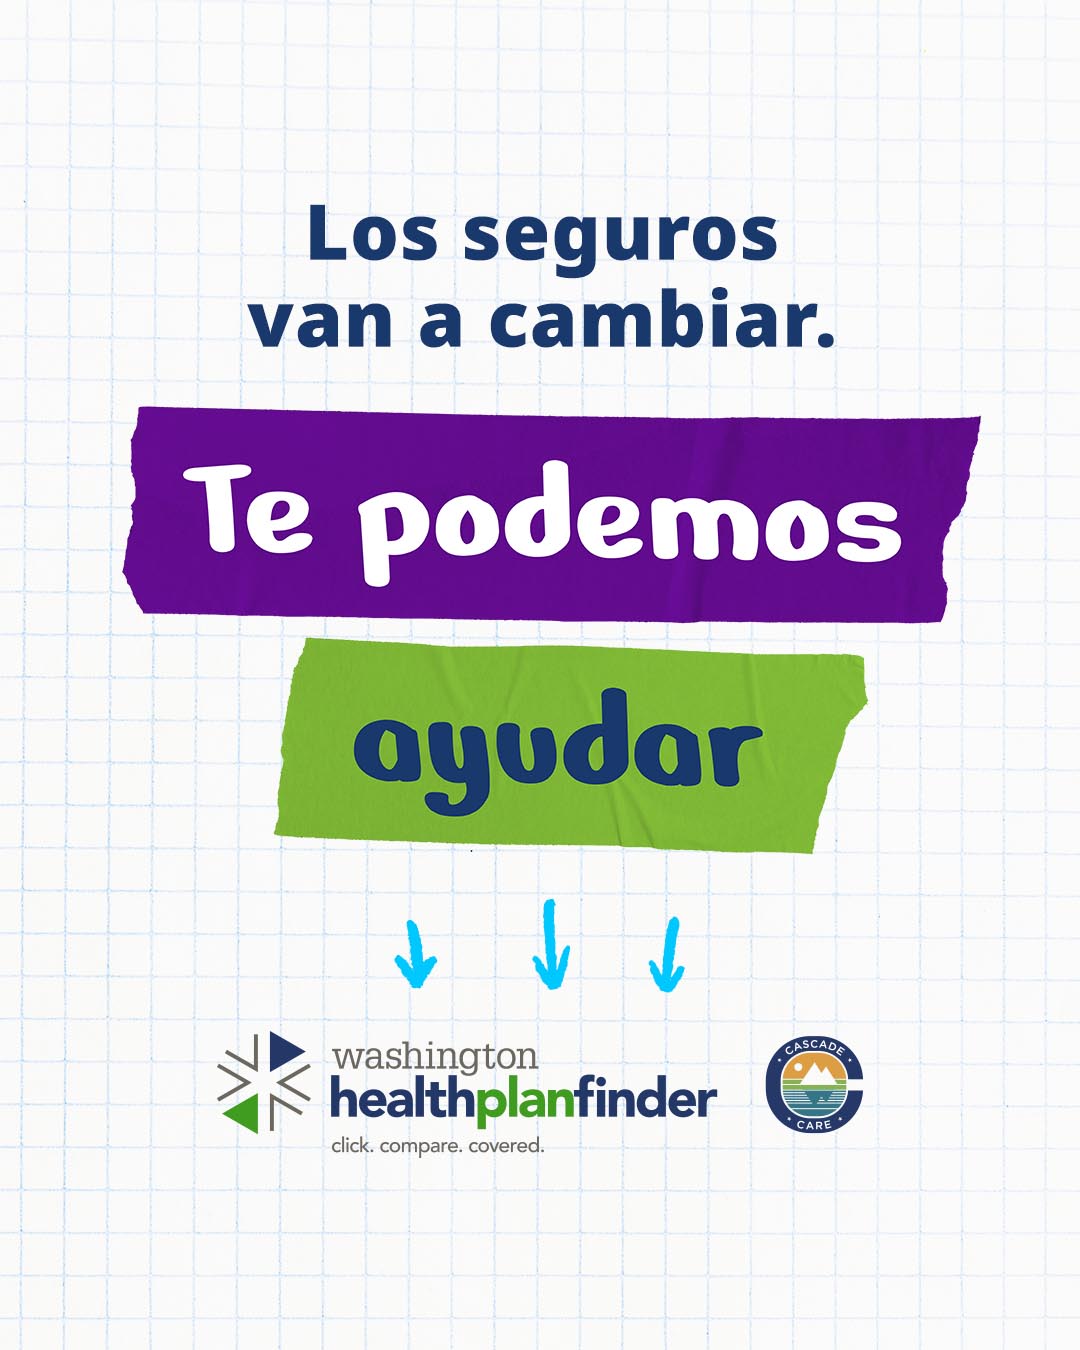 Los seguros
van a cambiar.
Te podemos
ayudar
washington
healthplanfinder
click. compare. covered.
CASCADE
CARE